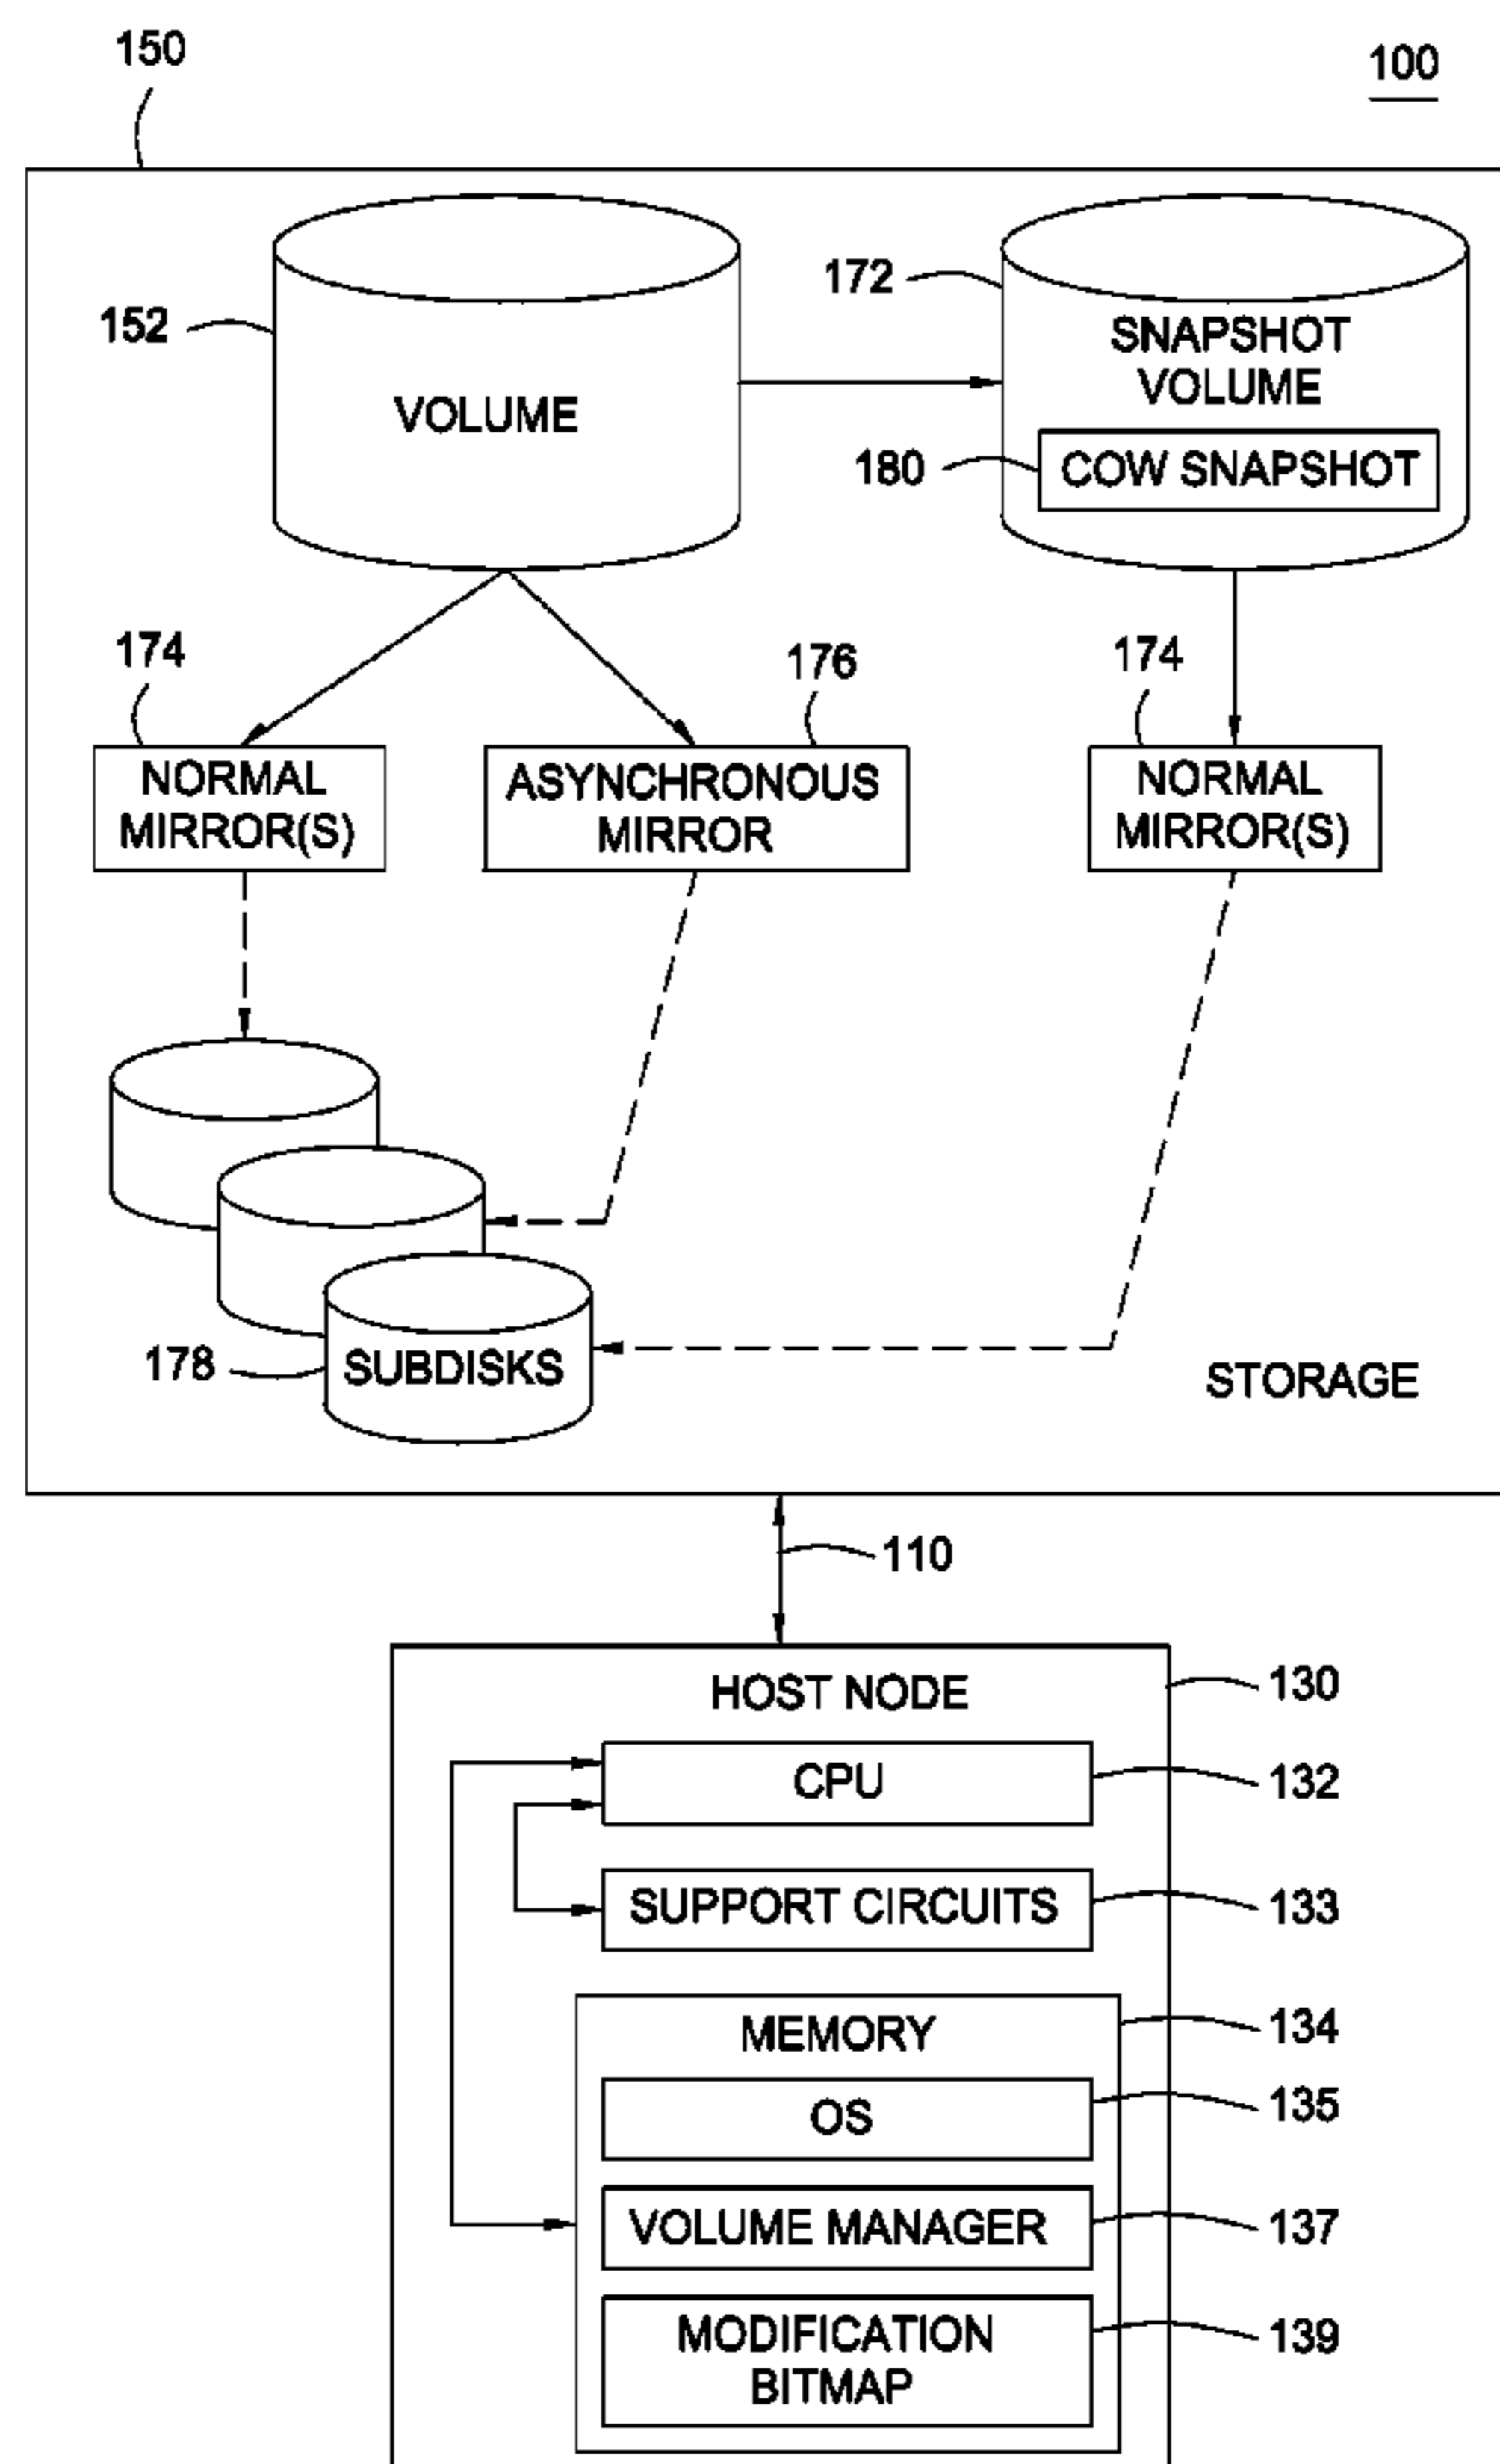 150
100
152
VOLUME
172
SNAPSHOT
VOLUME
180
COW SNAPSHOT
174
176
174
NORMAL
MIRROR(S)
ASYNCHRONOUS
MIRROR
NORMAL
MIRROR(S)
178
SUBDISKS
STORAGE
110
HOST NODE
130
CPU
132
SUPPORT CIRCUITS
133
MEMORY
134
OS
135
VOLUME MANAGER
137
MODIFICATION
BITMAP
139